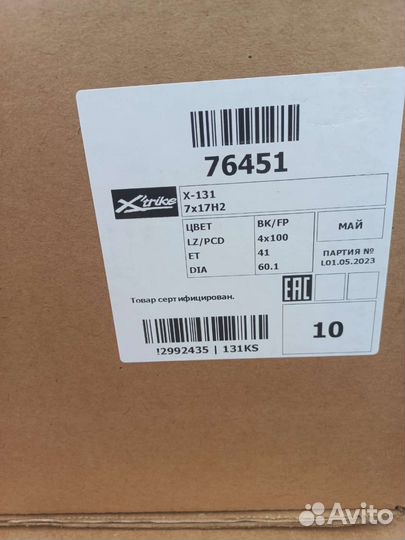 76451
X'trike
X-131
7x17H2
ЦВЕТ BK/FP
LZ/PCD 4x100
ET 41
DIA 60.1
МАЙ
ПАРТИЯ №
L01.05.2023
Товар сертифицирован.
EAC
!2992435 | 131KS
10
Avito